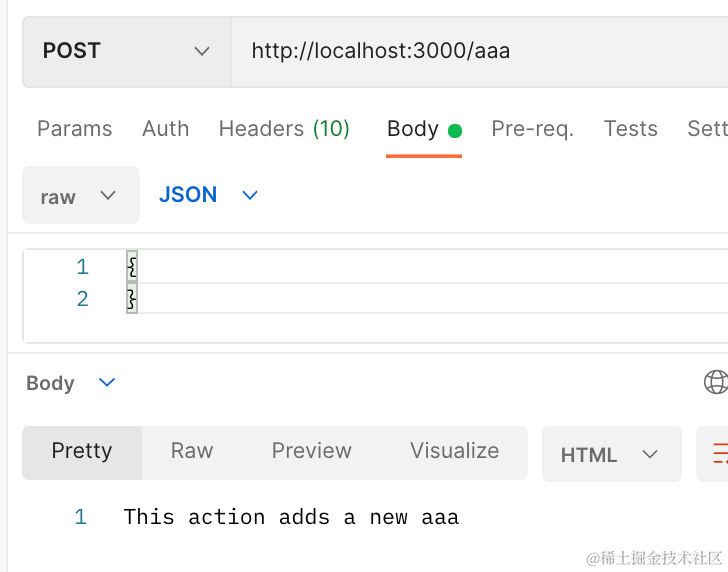 POST http://localhost:3000/aaa
Params Auth Headers (10) Body Pre-req. Tests Sett
raw JSON
1 {
2 }
Body
Pretty Raw Preview Visualize HTML
1 This action adds a new aaa
@稀土掘金技术社区